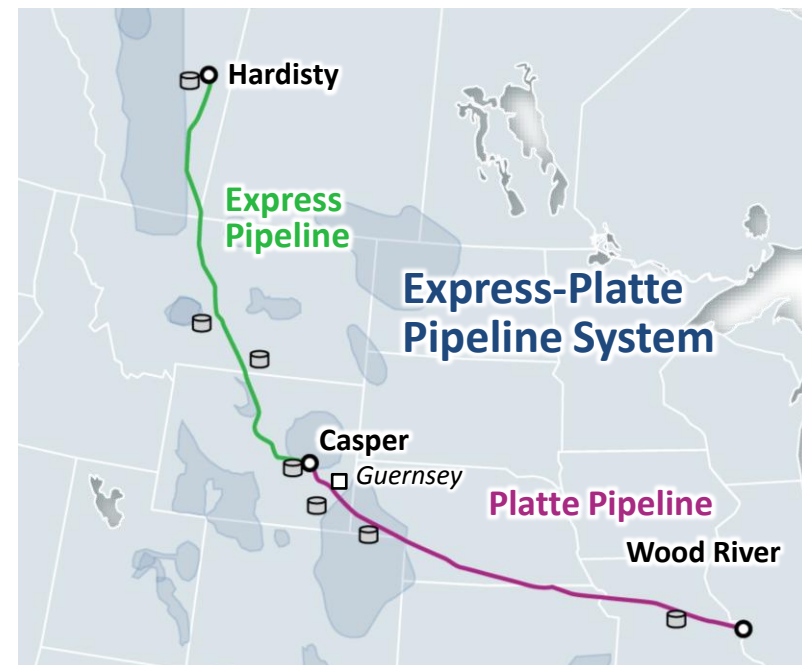 Hardisty
Express
Pipeline
Express-Platte
Pipeline System
Casper
Guernsey
Platte Pipeline
Wood River